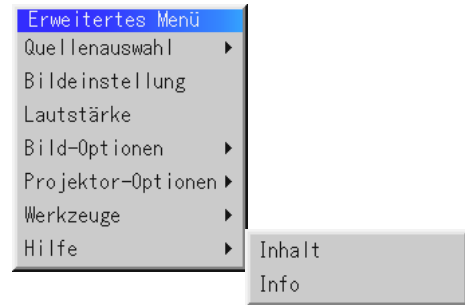 Erweitertes Menü
Quellenauswahl
Bildeinstellung
Lautstärke
Bild-Optionen
Projektor-Optionen
Werkzeuge
Hilfe
Inhalt
Info